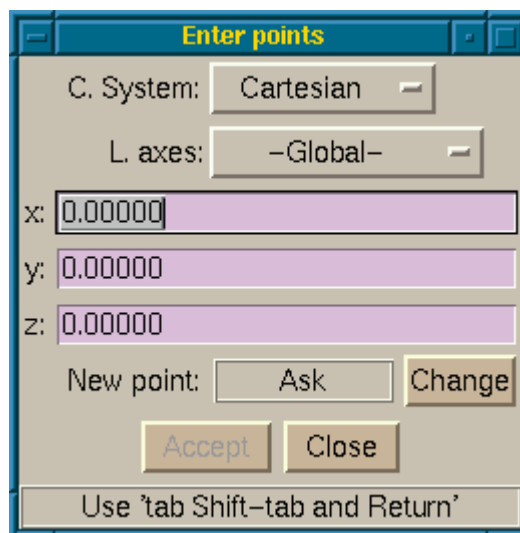 Enter points
C. System: Cartesian
L. axes: -Global-
x: 0.00000
y: 0.00000
z: 0.00000
New point: Ask Change
Accept Close
Use 'tab Shift-tab and Return'